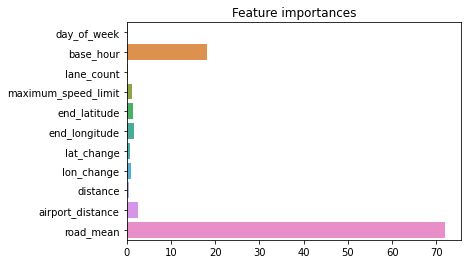 Feature importances
day_of_week
base_hour
lane_count
maximum_speed_limit
end_latitude
end_longitude
lat_change
lon_change
distance
airport_distance
road_mean
0 10 20 30 40 50 60 70